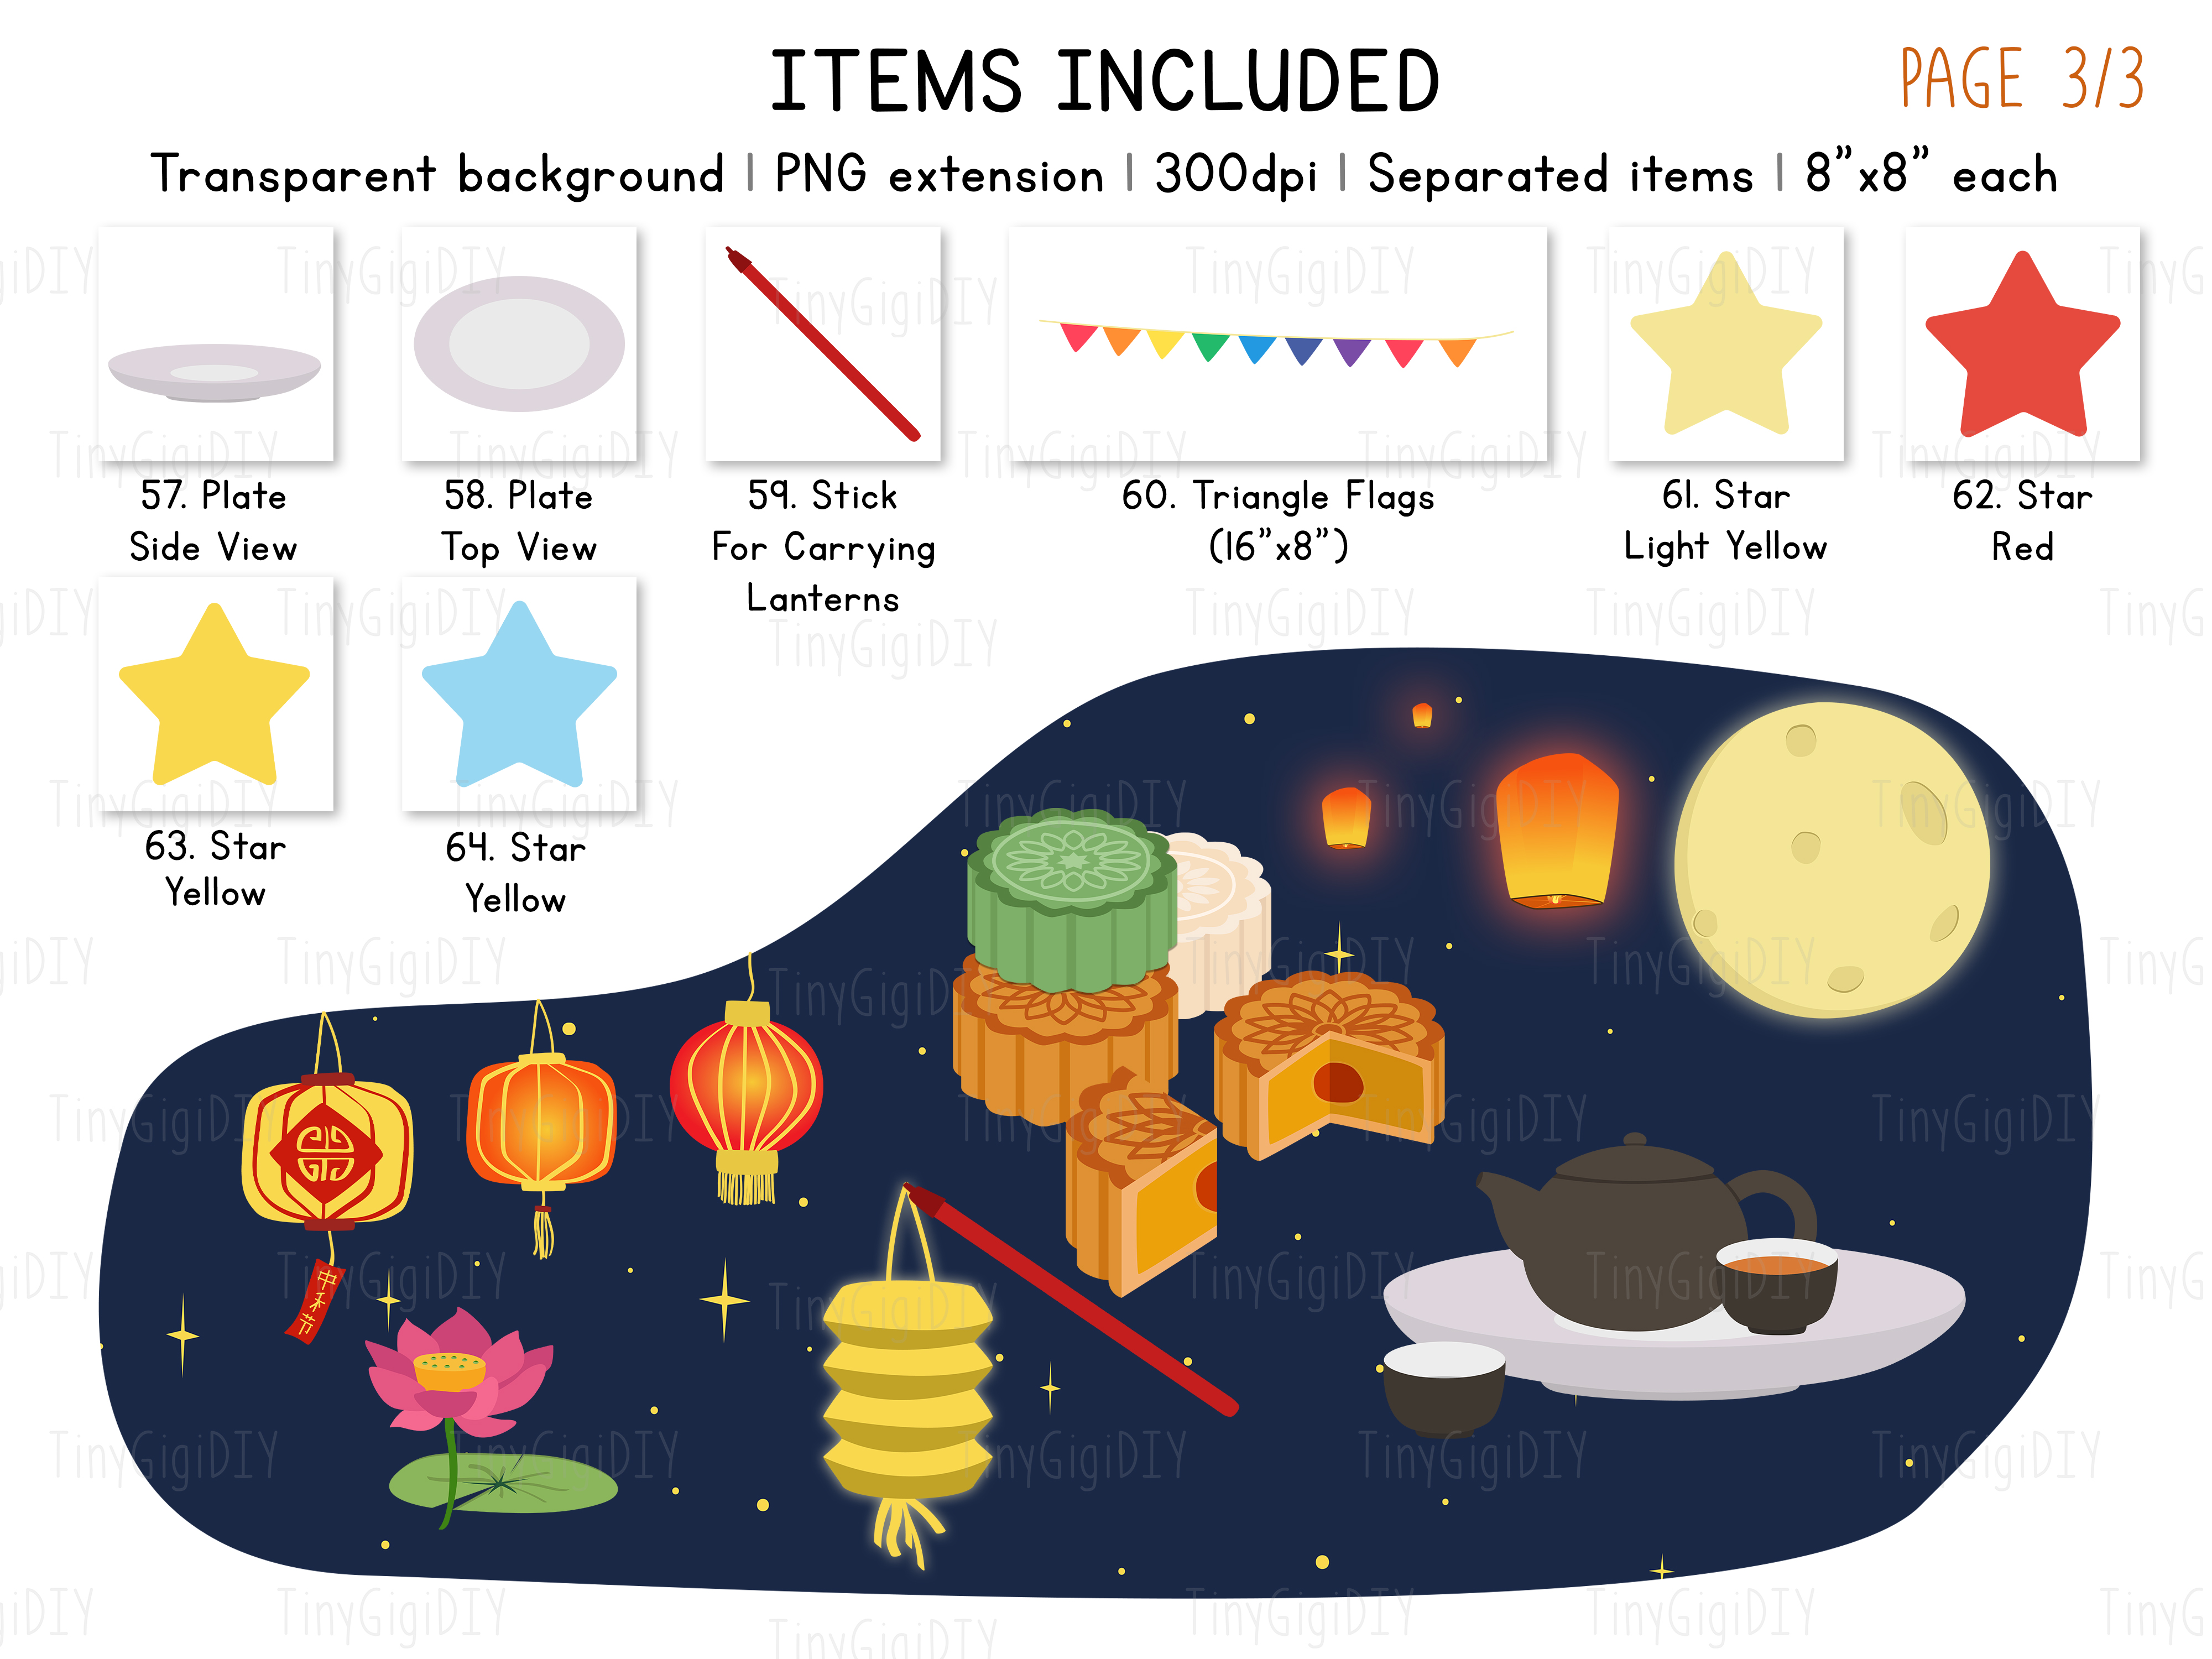 ITEMS INCLUDED
PAGE 3/3
Transparent background | PNG extension | 300dpi | Separated items | 8”x8” each
57. Plate
Side View
58. Plate
Top View
59. Stick
For Carrying
Lanterns
60. Triangle Flags
(16”x8”)
61. Star
Light Yellow
62. Star
Red
63. Star
Yellow
64. Star
Yellow
中
禾
节
TinyGigiDIY